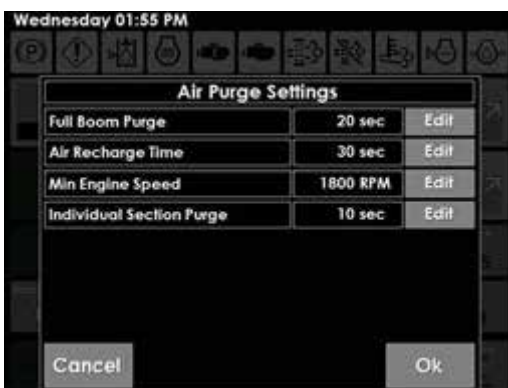 Wednesday 01:55 PM
Air Purge Settings
Full Boom Purge 20 sec Edit
Air Recharge Time 30 sec Edit
Min Engine Speed 1800 RPM Edit
Individual Section Purge 10 sec Edit
Cancel Ok